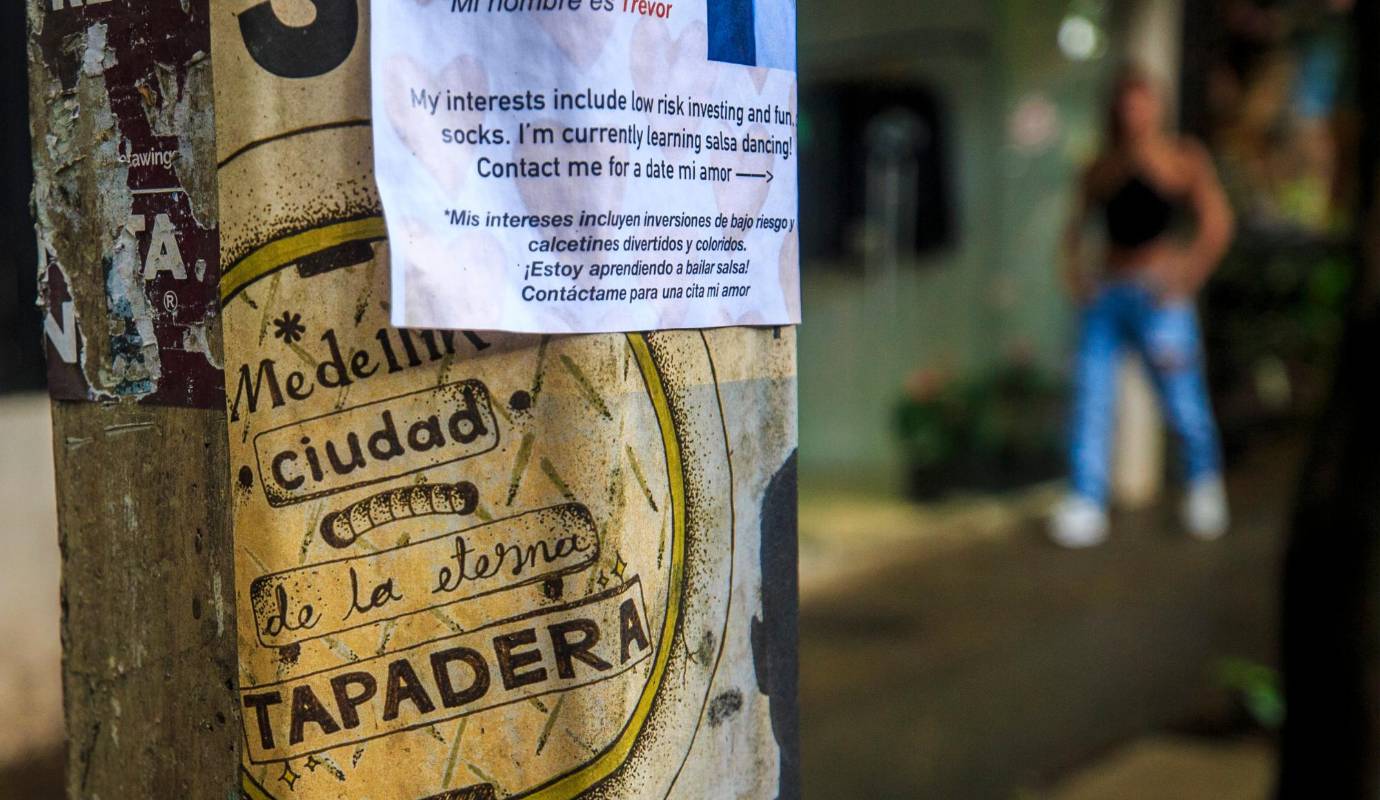 Mi nombre es Trevor
My interests include low risk investing and fun
socks. I'm currently learning salsa dancing!
Contact me for a date mi amor →
*Mis intereses incluyen inversiones de bajo riesgo y
calcetines divertidos y coloridos.
¡Estoy aprendiendo a bailar salsa!
Contáctame para una cita mi amor
S
TA.
®
N
Medellín
ciudad
de la eterna
TAPADERA